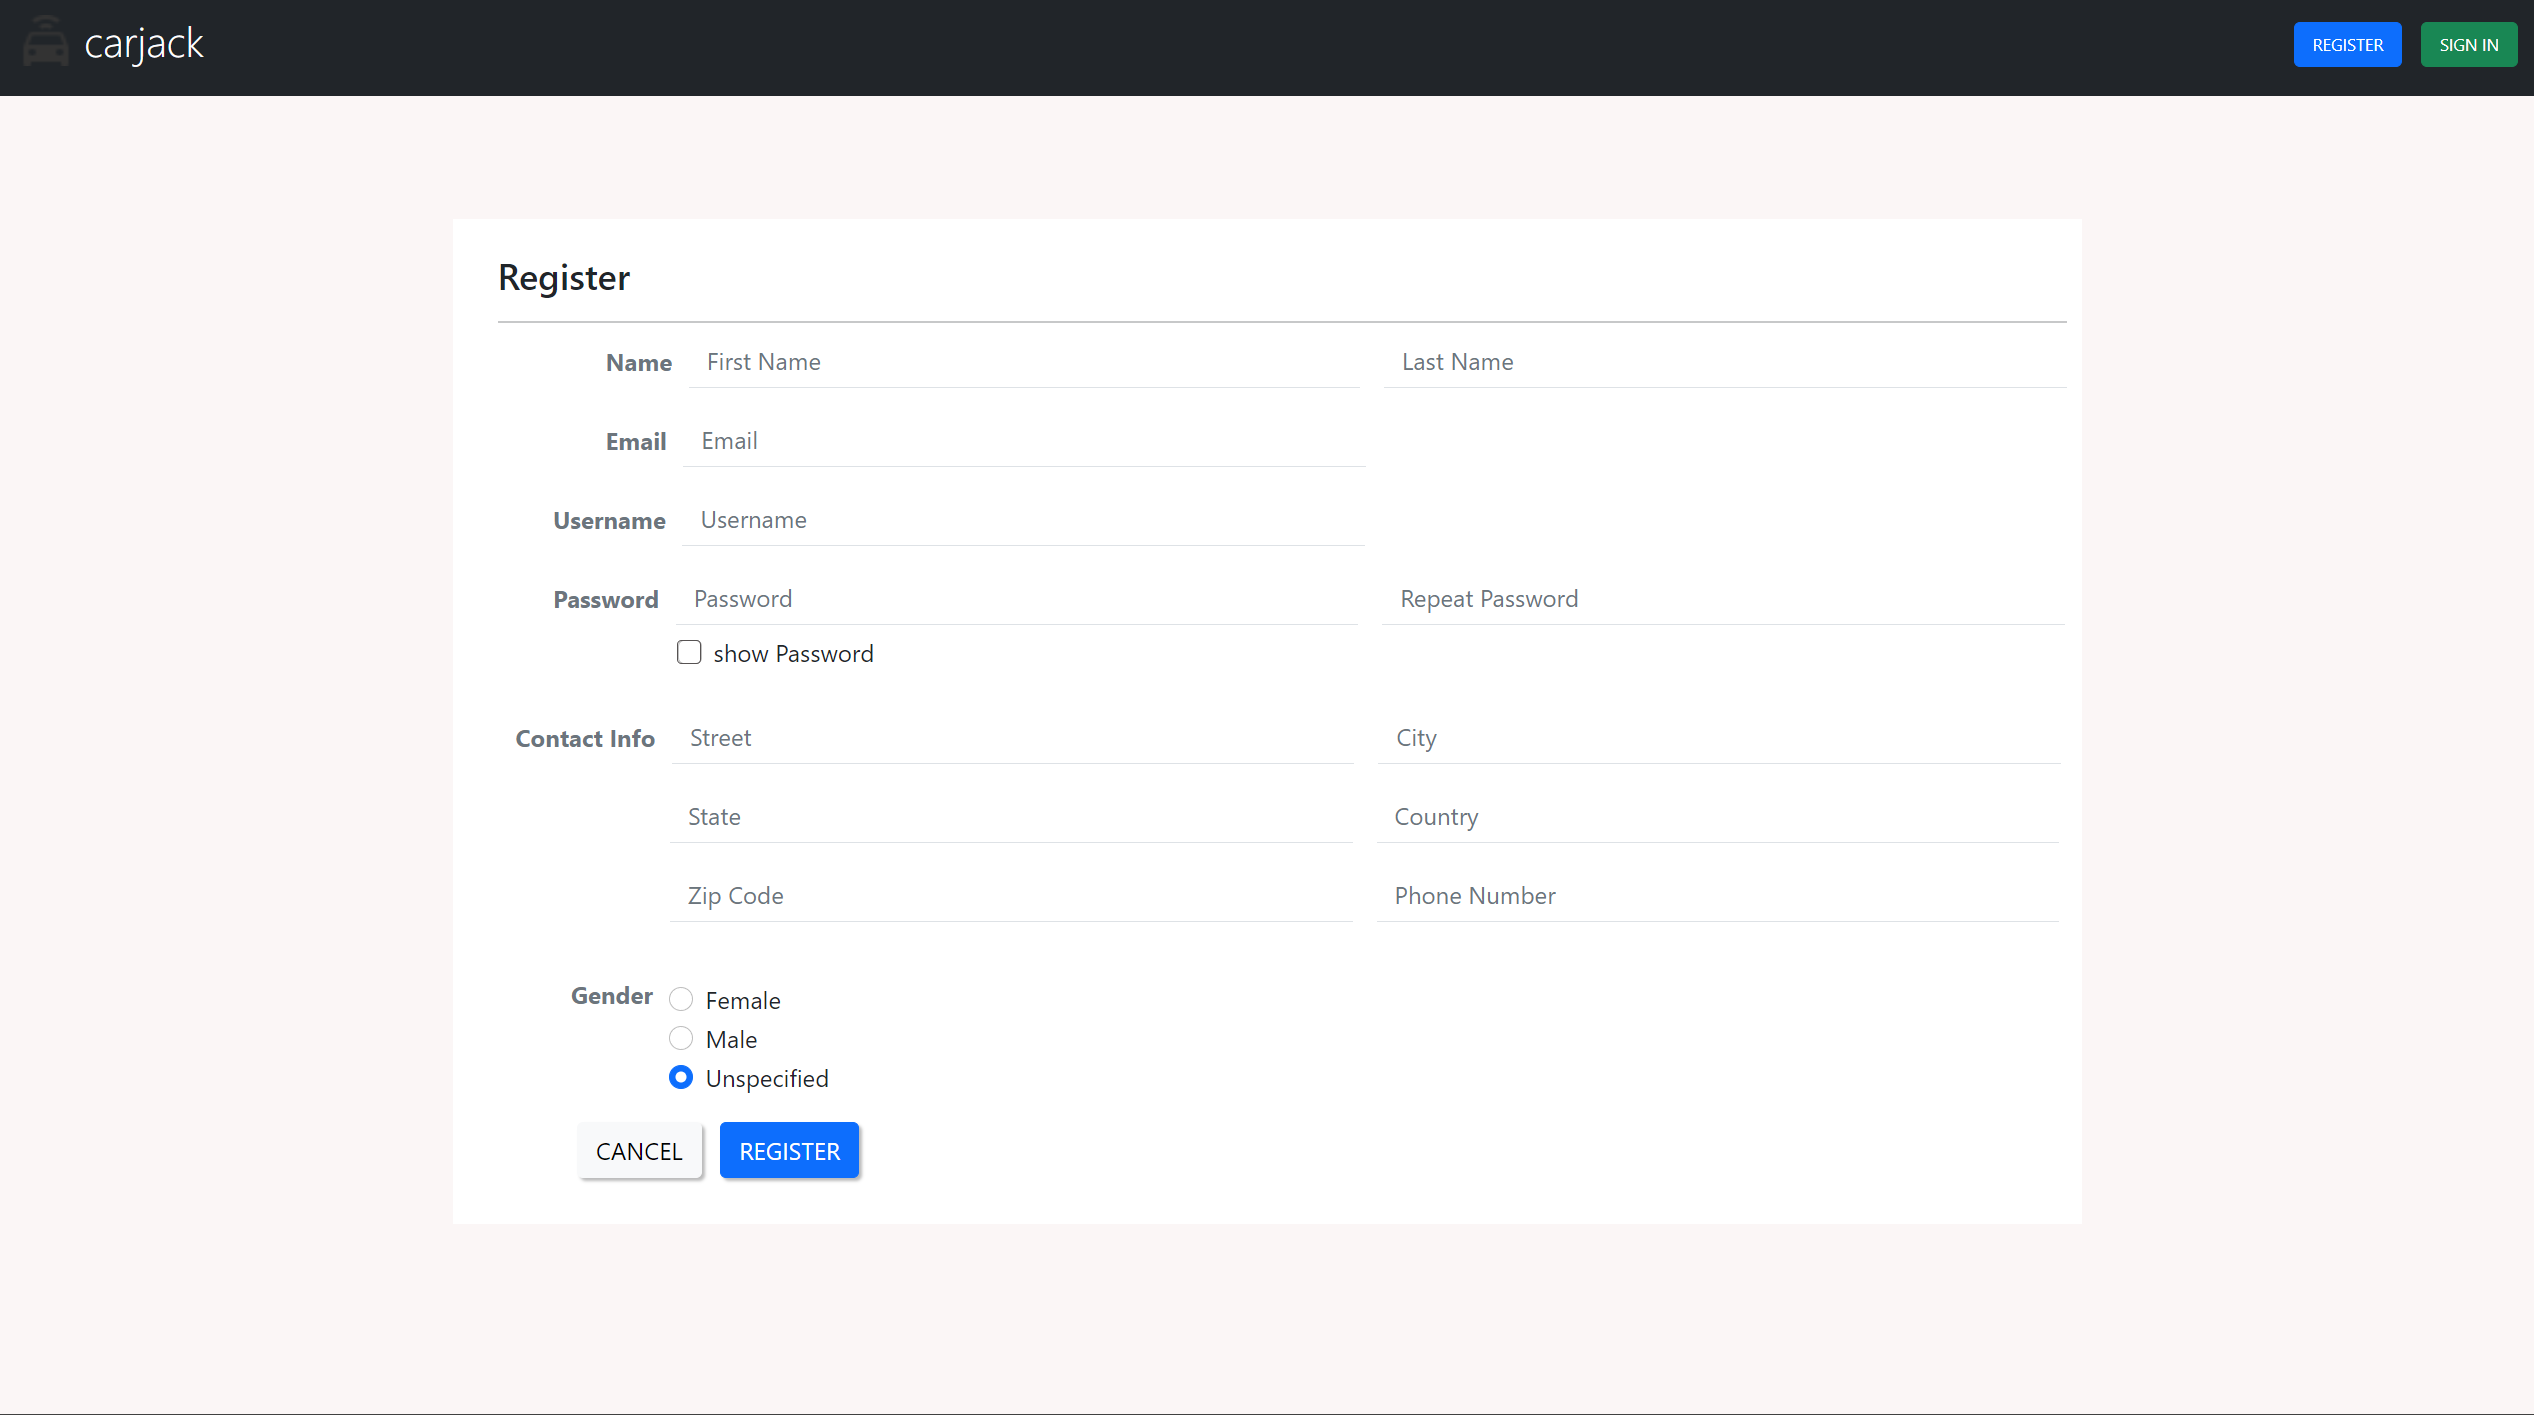 carjack
REGISTER SIGN IN
Register
Name First Name Last Name
Email Email
Username Username
Password Password Repeat Password
show Password
Contact Info Street City
State Country
Zip Code Phone Number
Gender Female
Male
Unspecified
CANCEL REGISTER